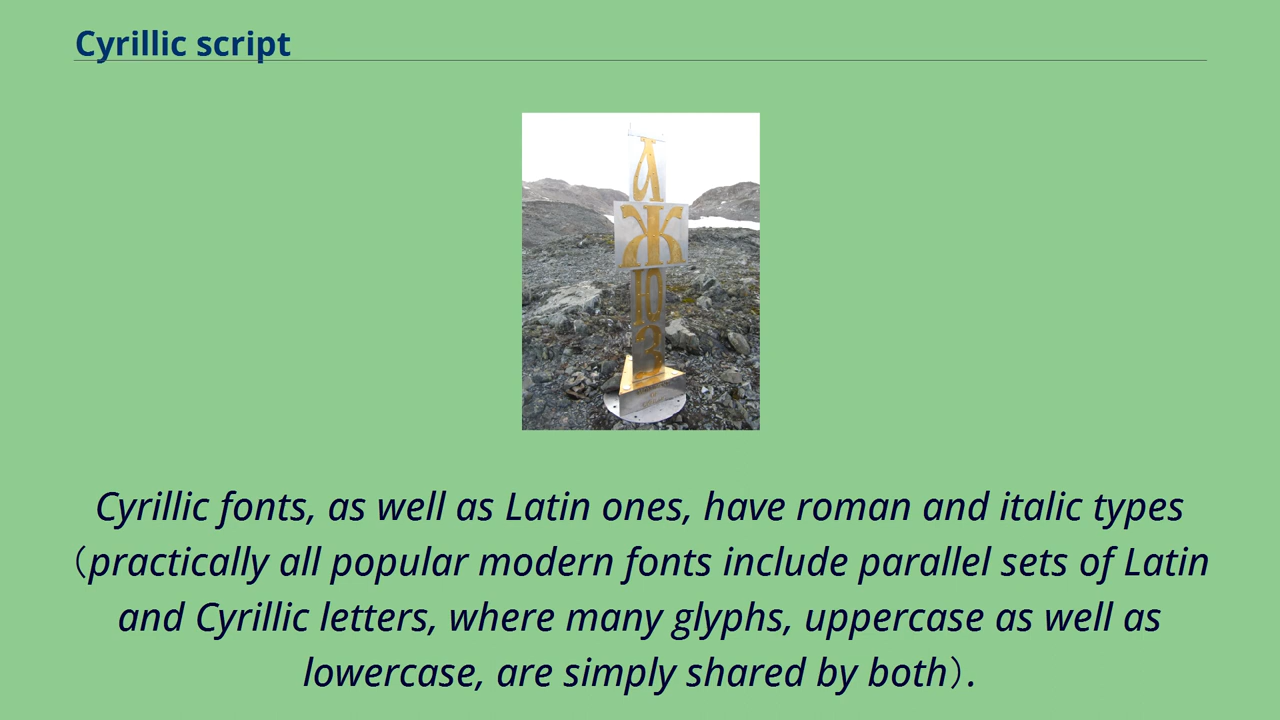 Cyrillic script
А
Ж
Ю
З
Cyrillic fonts, as well as Latin ones, have roman and italic types
（practically all popular modern fonts include parallel sets of Latin
and Cyrillic letters, where many glyphs, uppercase as well as
lowercase, are simply shared by both）.